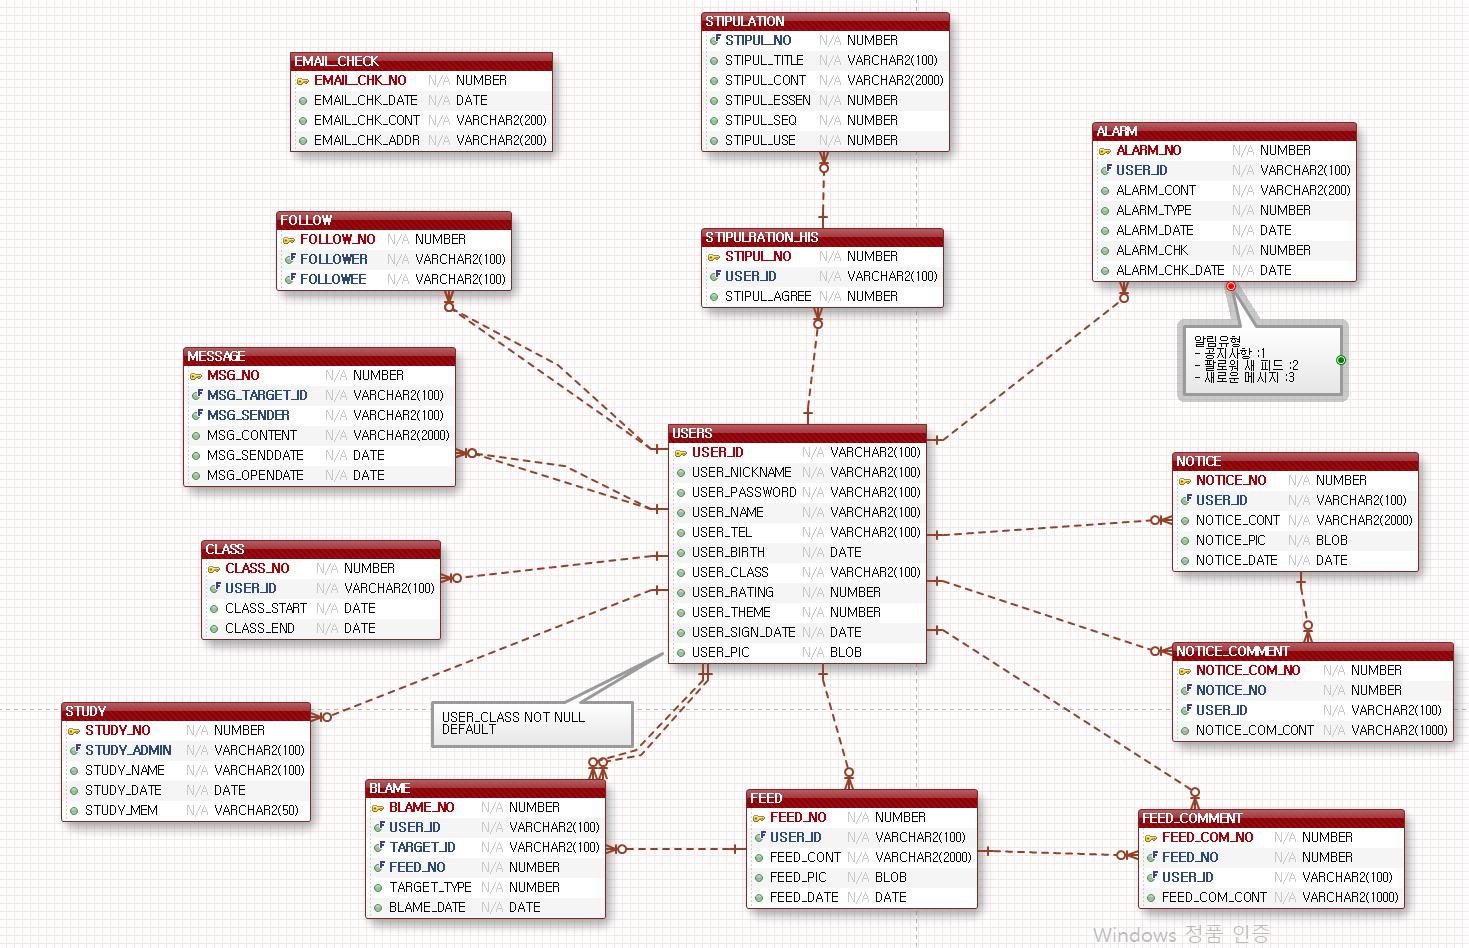 STIPULATION
STIPUL_NO N/A NUMBER
STIPUL_TITLE N/A VARCHAR2(100)
STIPUL_CONT N/A VARCHAR2(2000)
STIPUL_ESSEN N/A NUMBER
STIPUL_SEQ N/A NUMBER
STIPUL_USE N/A NUMBER
EMAIL_CHECK
EMAIL_CHK_NO N/A NUMBER
EMAIL_CHK_DATE N/A DATE
EMAIL_CHK_CONT N/A VARCHAR2(200)
EMAIL_CHK_ADDR N/A VARCHAR2(200)
ALARM
ALARM_NO N/A NUMBER
USER_ID N/A VARCHAR2(100)
ALARM_CONT N/A VARCHAR2(200)
ALARM_TYPE N/A NUMBER
ALARM_DATE N/A DATE
ALARM_CHK N/A NUMBER
ALARM_CHK_DATE N/A DATE
알림유형
- 공지사항 :1
- 팔로워 새 피드 :2
- 새로운 메시지 :3
FOLLOW
FOLLOW_NO N/A NUMBER
FOLLOWER N/A VARCHAR2(100)
FOLLOWEE N/A VARCHAR2(100)
STIPULRATION_HIS
STIPUL_NO N/A NUMBER
USER_ID N/A VARCHAR2(100)
STIPUL_AGREE N/A NUMBER
MESSAGE
MSG_NO N/A NUMBER
MSG_TARGET_ID N/A VARCHAR2(100)
MSG_SENDER N/A VARCHAR2(100)
MSG_CONTENT N/A VARCHAR2(2000)
MSG_SENDDATE N/A DATE
MSG_OPENDATE N/A DATE
USERS
USER_ID N/A VARCHAR2(100)
USER_NICKNAME N/A VARCHAR2(100)
USER_PASSWORD N/A VARCHAR2(100)
USER_NAME N/A VARCHAR2(100)
USER_TEL N/A VARCHAR2(100)
USER_BIRTH N/A DATE
USER_CLASS N/A VARCHAR2(100)
USER_RATING N/A NUMBER
USER_THEME N/A NUMBER
USER_SIGN_DATE N/A DATE
USER_PIC N/A BLOB
NOTICE
NOTICE_NO N/A NUMBER
USER_ID N/A VARCHAR2(100)
NOTICE_CONT N/A VARCHAR2(2000)
NOTICE_PIC N/A BLOB
NOTICE_DATE N/A DATE
CLASS
CLASS_NO N/A NUMBER
USER_ID N/A VARCHAR2(100)
CLASS_START N/A DATE
CLASS_END N/A DATE
NOTICE_COMMENT
NOTICE_COM_NO N/A NUMBER
NOTICE_NO N/A NUMBER
USER_ID N/A VARCHAR2(100)
NOTICE_COM_CONT N/A VARCHAR2(1000)
STUDY
STUDY_NO N/A NUMBER
STUDY_ADMIN N/A VARCHAR2(100)
STUDY_NAME N/A VARCHAR2(100)
STUDY_DATE N/A DATE
STUDY_MEM N/A VARCHAR2(50)
USER_CLASS NOT NULL
DEFAULT
BLAME
BLAME_NO N/A NUMBER
USER_ID N/A VARCHAR2(100)
TARGET_ID N/A VARCHAR2(100)
FEED_NO N/A NUMBER
TARGET_TYPE N/A NUMBER
BLAME_DATE N/A DATE
FEED
FEED_NO N/A NUMBER
USER_ID N/A VARCHAR2(100)
FEED_CONT N/A VARCHAR2(2000)
FEED_PIC N/A BLOB
FEED_DATE N/A DATE
FEED_COMMENT
FEED_COM_NO N/A NUMBER
FEED_NO N/A NUMBER
USER_ID N/A VARCHAR2(100)
FEED_COM_CONT N/A VARCHAR2(1000)
Windows 정품 인증